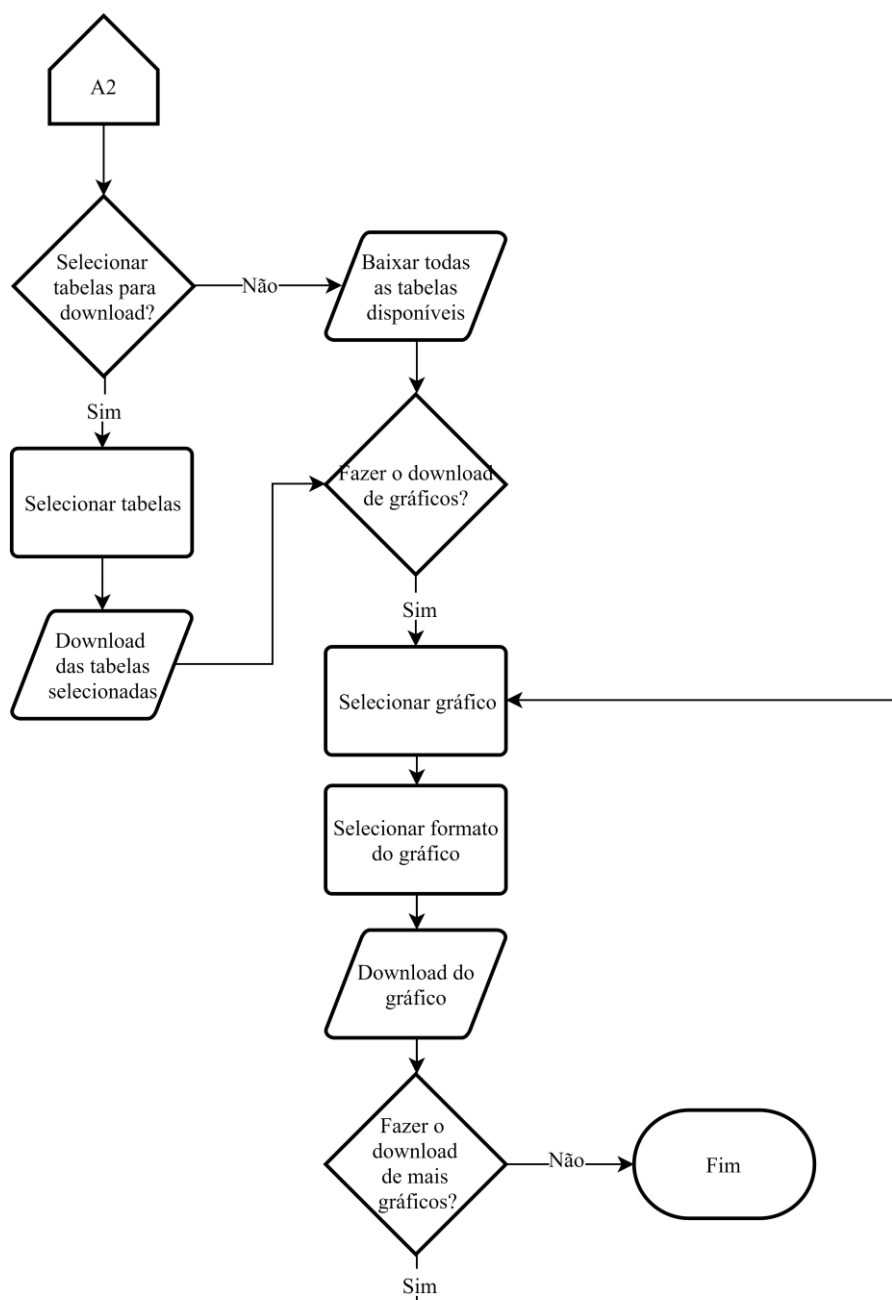 A2
Selecionar
tabelas para
download?
Não
Baixar todas
as tabelas
disponíveis
Sim
Selecionar tabelas
Fazer o download
de gráficos?
Download
das tabelas
selecionadas
Sim
Selecionar gráfico
Selecionar formato
do gráfico
Download do
gráfico
Fazer o
download
de mais
gráficos?
Não
Fim
Sim